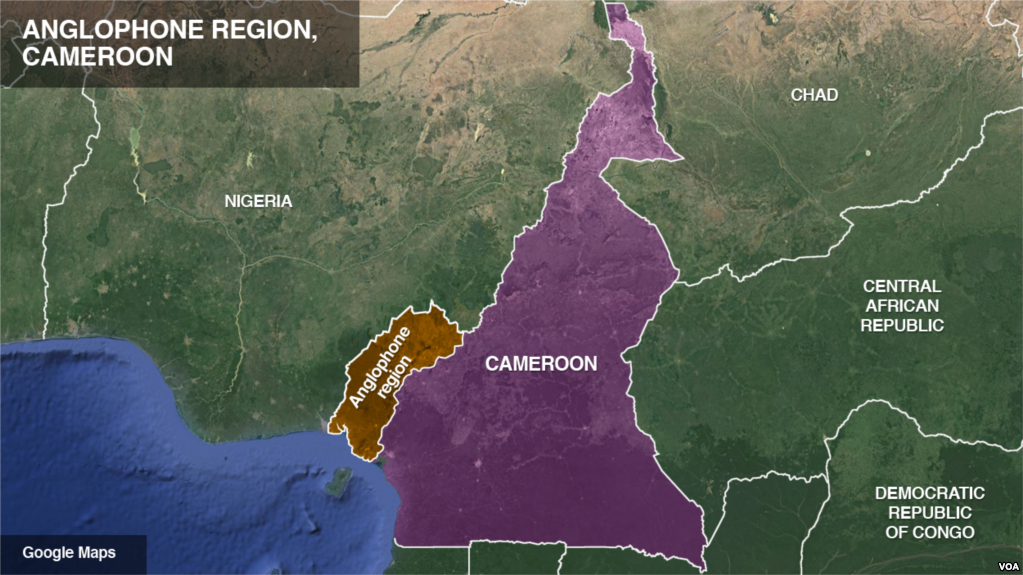 ANGLOPHONE REGION,
CAMEROON
CHAD
NIGERIA
CENTRAL
AFRICAN
REPUBLIC
Anglophone
region
CAMEROON
DEMOCRATIC
REPUBLIC
OF CONGO
Google Maps
VOA